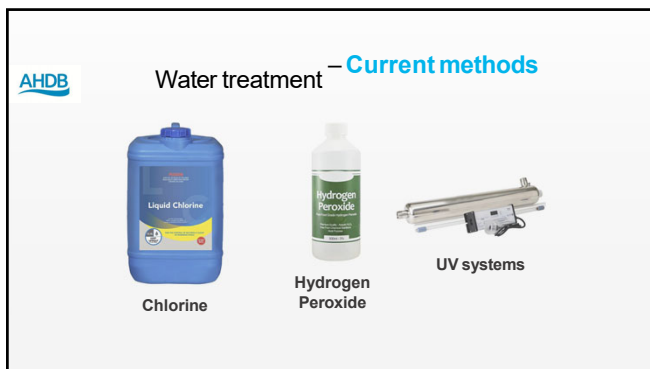 AHDB
Water treatment – Current methods
Liquid Chlorine
Hydrogen
Peroxide
Chlorine
Hydrogen
Peroxide
UV systems